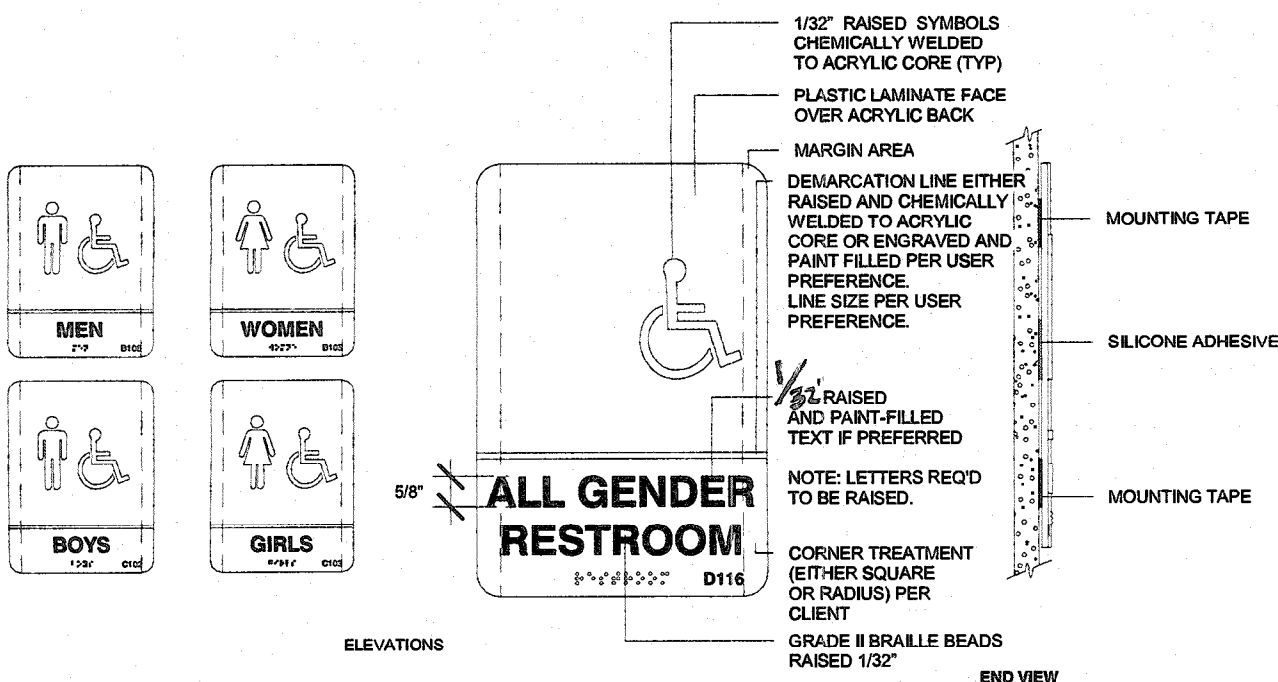 1/32" RAISED SYMBOLS
CHEMICALLY WELDED
TO ACRYLIC CORE (TYP)
PLASTIC LAMINATE FACE
OVER ACRYLIC BACK
MARGIN AREA
DEMARCATION LINE EITHER
RAISED AND CHEMICALLY
WELDED TO ACRYLIC
CORE OR ENGRAVED AND
PAINT FILLED PER USER
PREFERENCE.
LINE SIZE PER USER
PREFERENCE.
1/32" RAISED
AND PAINT-FILLED
TEXT IF PREFERRED
NOTE: LETTERS REQ'D
TO BE RAISED.
CORNER TREATMENT
(EITHER SQUARE
OR RADIUS) PER
CLIENT
GRADE II BRAILLE BEADS
RAISED 1/32"
MOUNTING TAPE
SILICONE ADHESIVE
MOUNTING TAPE
END VIEW
MEN
WOMEN
BOYS
C103
GIRLS
C103
5/8"
ALL GENDER
RESTROOM
D116
ELEVATIONS